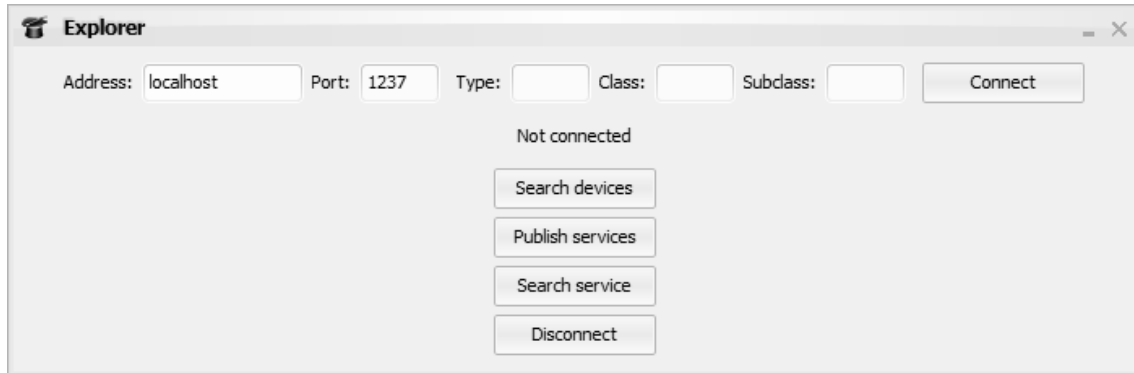 Explorer
Address: localhost Port: 1237 Type: Class: Subclass: Connect
Not connected
Search devices
Publish services
Search service
Disconnect